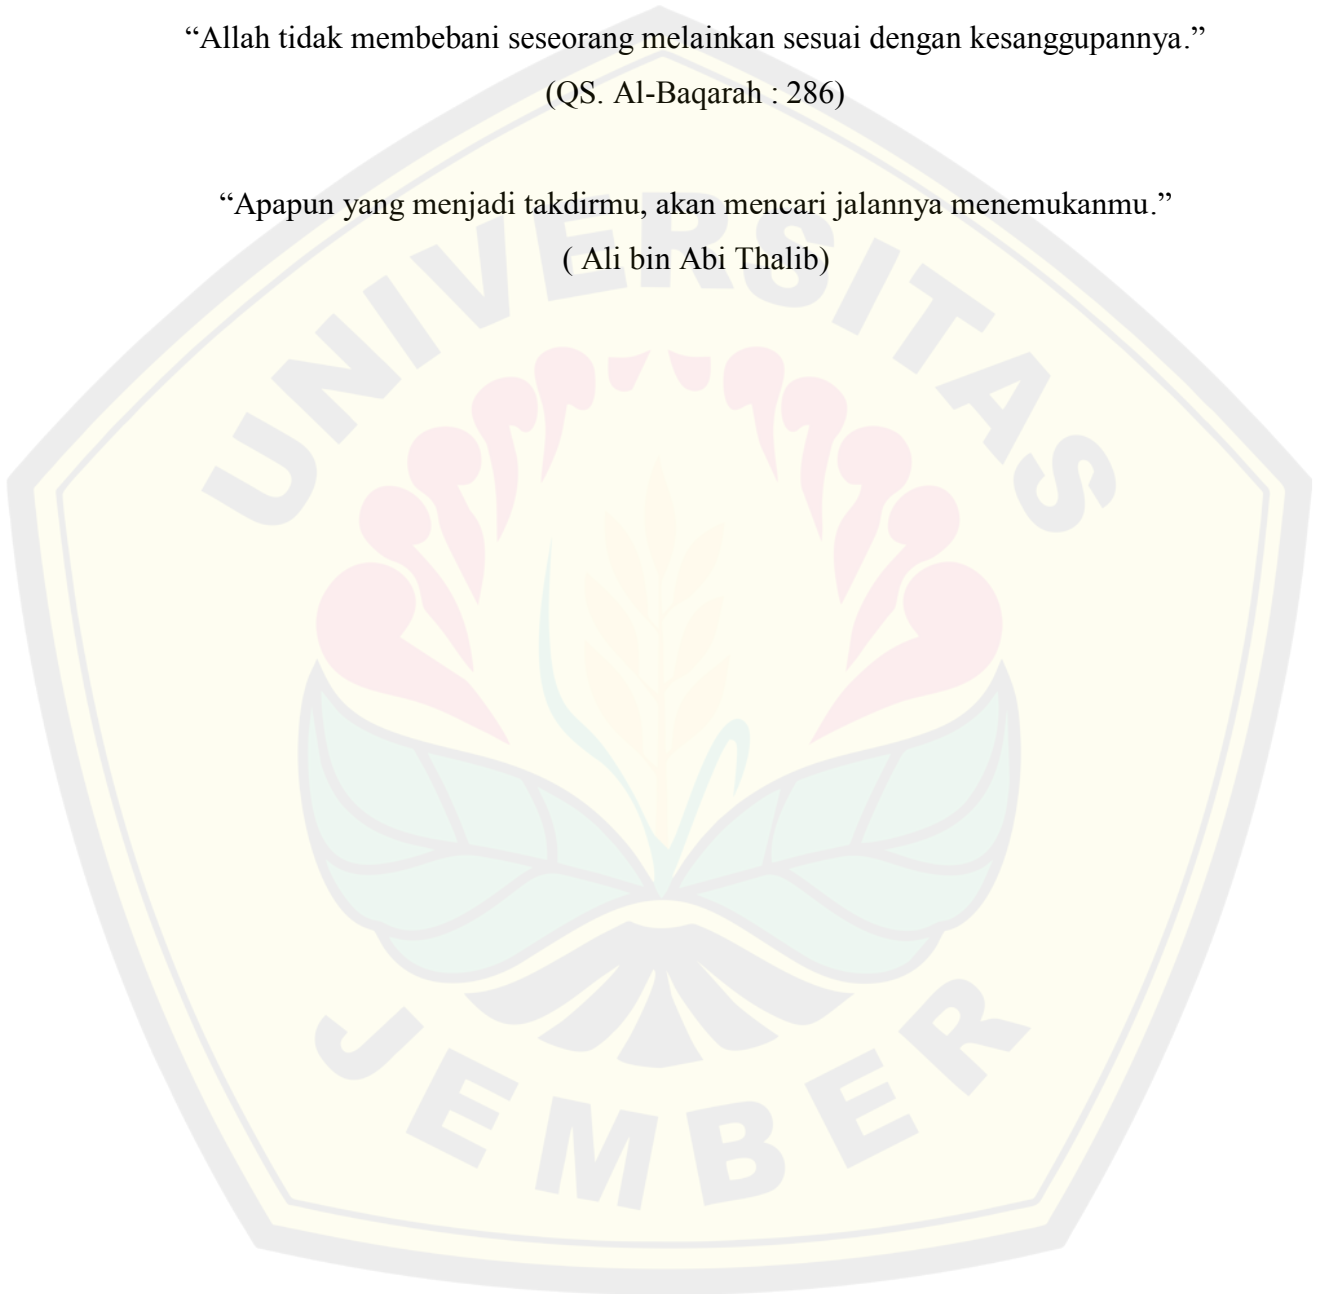 “Allah tidak membebani seseorang melainkan sesuai dengan kesanggupannya.”
(QS. Al-Baqarah : 286)
“Apapun yang menjadi takdirmu, akan mencari jalannya menemukanmu.”
( Ali bin Abi Thalib)
UNIVERSITAS
JEMBER